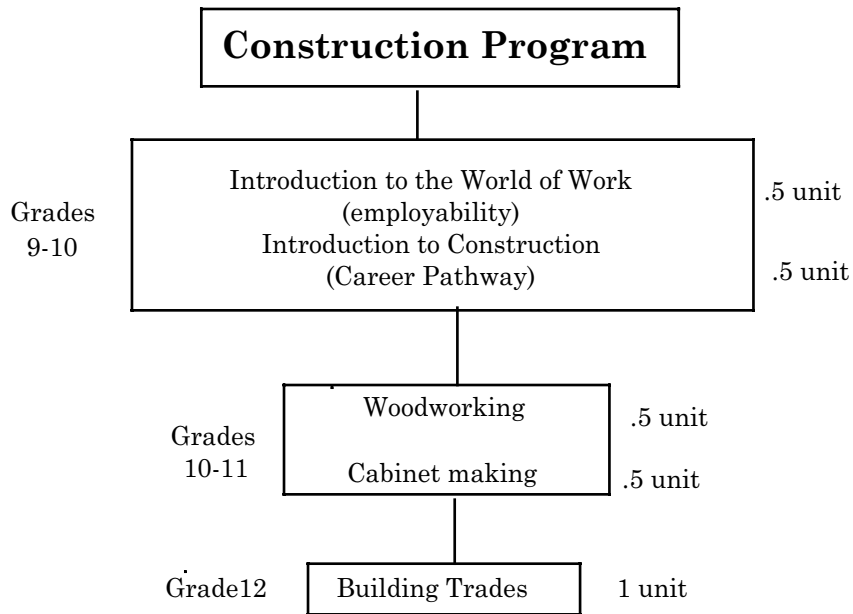 Construction Program
Introduction to the World of Work
(employability)
.5 unit
Grades
9-10
Introduction to Construction
(Career Pathway)
.5 unit
Woodworking
.5 unit
Grades
10-11
Cabinet making
.5 unit
Grade12
Building Trades
1 unit